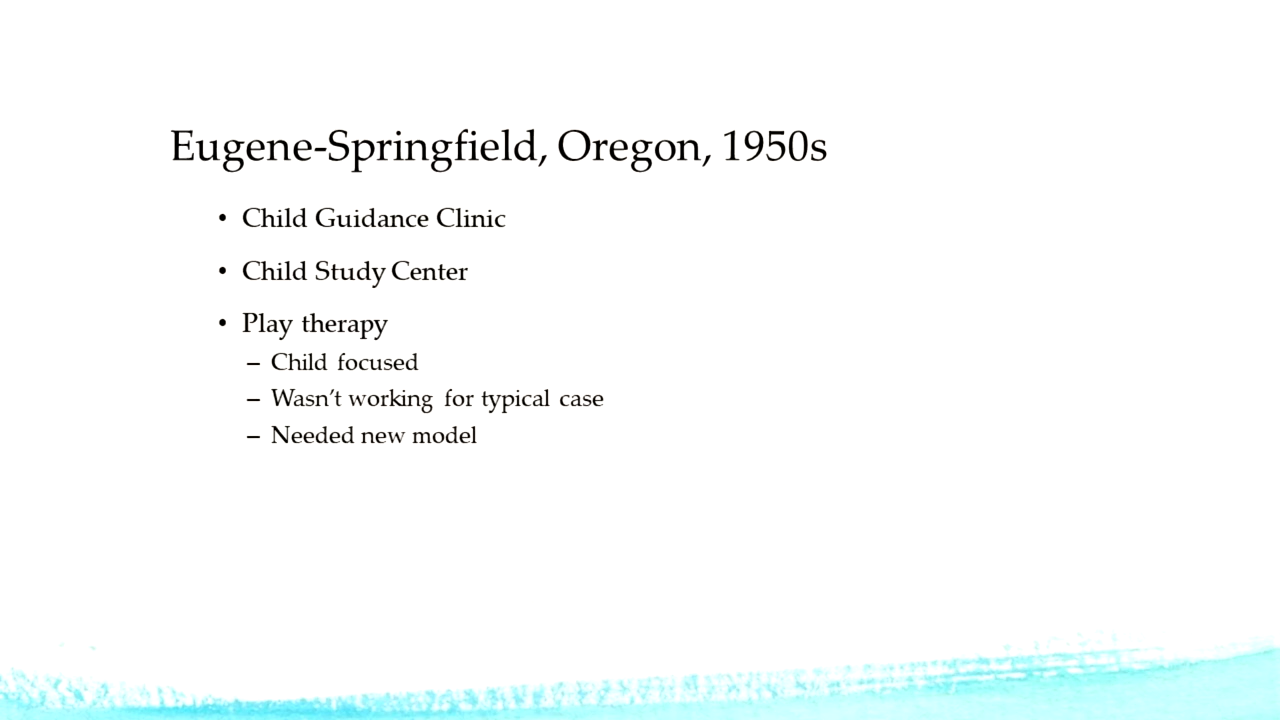 Eugene-Springfield, Oregon, 1950s
• Child Guidance Clinic
• Child Study Center
• Play therapy
– Child focused
– Wasn’t working for typical case
– Needed new model